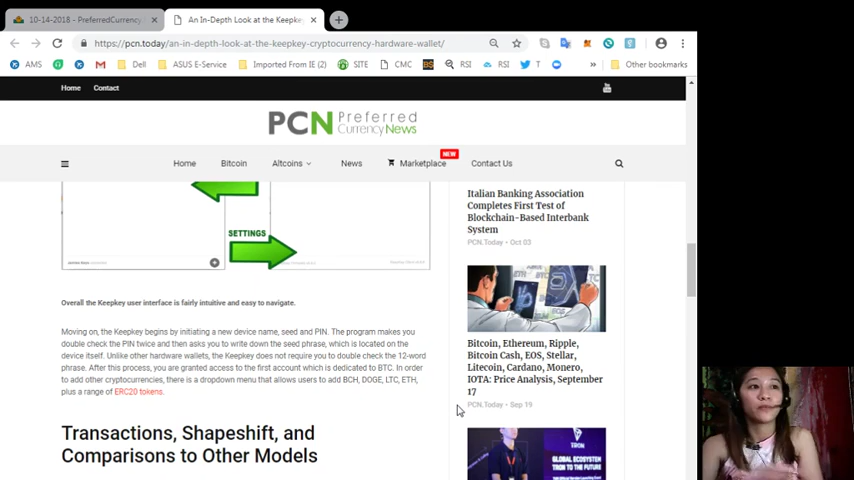 10-14-2018 - PreferredCurrency
An In-Depth Look at the Keepkey
https://pcn.today/an-in-depth-look-at-the-keepkey-cryptocurrency-hardware-wallet/
AMS
G
M
Dell
ASUS E-Service
Imported From IE (2)
SITE
CMC
BS
RSI
RSI
T
Other bookmarks
Home
Contact
PCN Preferred
Currency News
NEW
Home
Bitcoin
Altcoins
News
Marketplace
Contact Us
SETTINGS
Overall the Keepkey user interface is fairly intuitive and easy to navigate.
Moving on, the Keepkey begins by initiating a new device name, seed and PIN. The program makes you
double check the PIN twice and then asks you to write down the seed phrase, which is located on the
device itself. Unlike other hardware wallets, the Keepkey does not require you to double check the 12-word
phrase. After this process, you are granted access to the first account which is dedicated to BTC. In order
to add other cryptocurrencies, there is a dropdown menu that allows users to add BCH, DOGE, LTC, ETH,
plus a range of ERC20 tokens.
Transactions, Shapeshift, and
Comparisons to Other Models
Italian Banking Association
Completes First Test of
Blockchain-Based Interbank
System
PCN.Today - Oct 03
Bitcoin, Ethereum, Ripple,
Bitcoin Cash, EOS, Stellar,
Litecoin, Cardano, Monero,
IOTA: Price Analysis, September
17
PCN.Today - Sep 19
TRON
GLOBAL ECOSYSTEM
TRON TO THE FUTURE